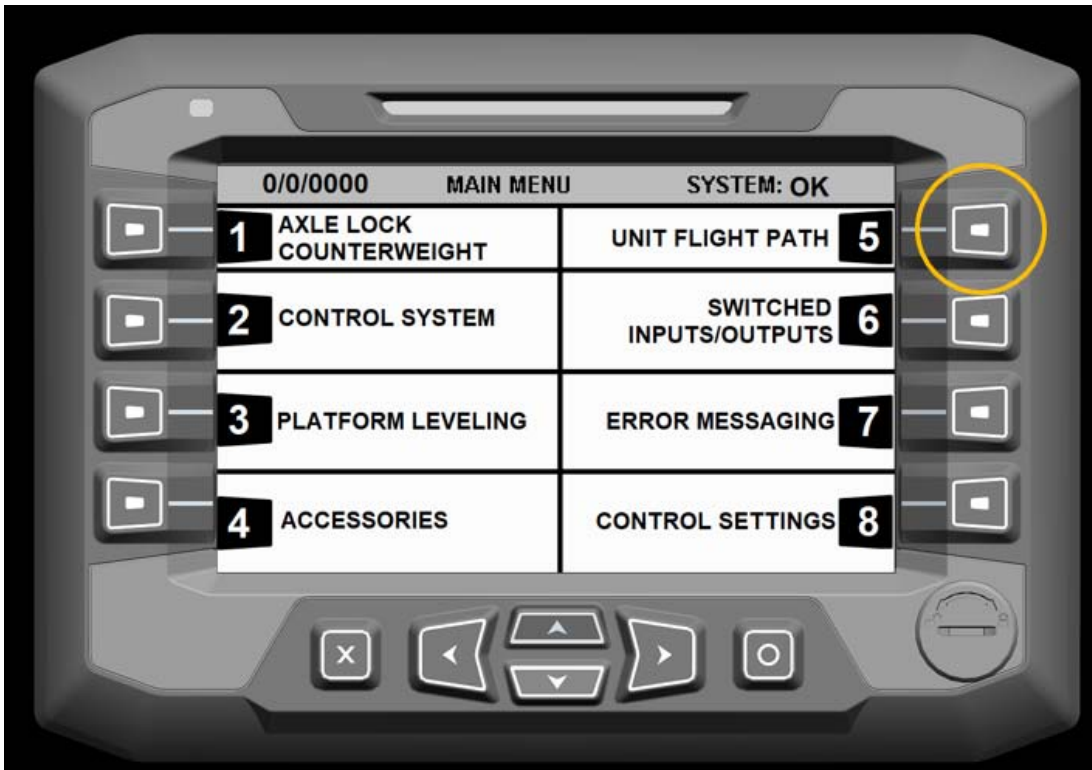 0/0/0000 MAIN MENU SYSTEM: OK
1 AXLE LOCK
COUNTERWEIGHT
2 CONTROL SYSTEM
3 PLATFORM LEVELING
4 ACCESSORIES
UNIT FLIGHT PATH 5
SWITCHED
INPUTS/OUTPUTS 6
ERROR MESSAGING 7
CONTROL SETTINGS 8
X O